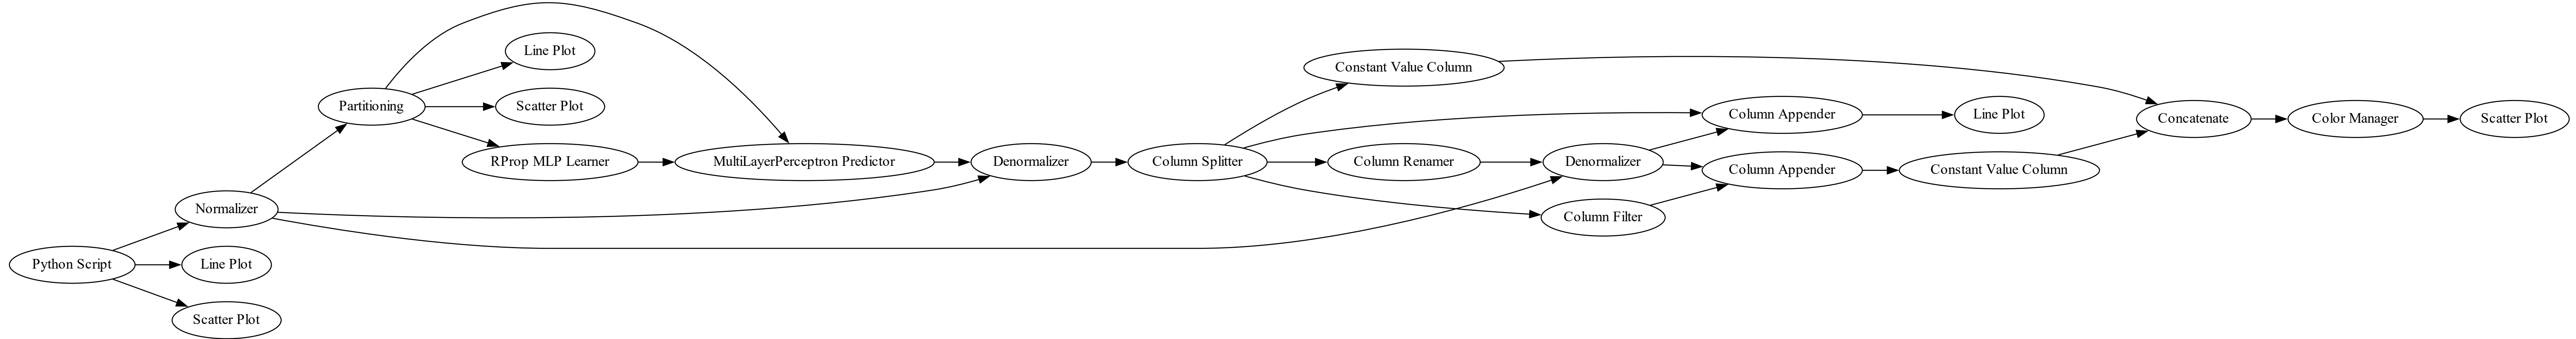 Line Plot
Constant Value Column
Partitioning
Scatter Plot
Column Appender
Line Plot
Concatenate
Color Manager
Scatter Plot
RProp MLP Learner
MultiLayerPerceptron Predictor
Denormalizer
Column Splitter
Column Renamer
Denormalizer
Column Appender
Constant Value Column
Normalizer
Column Filter
Python Script
Line Plot
Scatter Plot